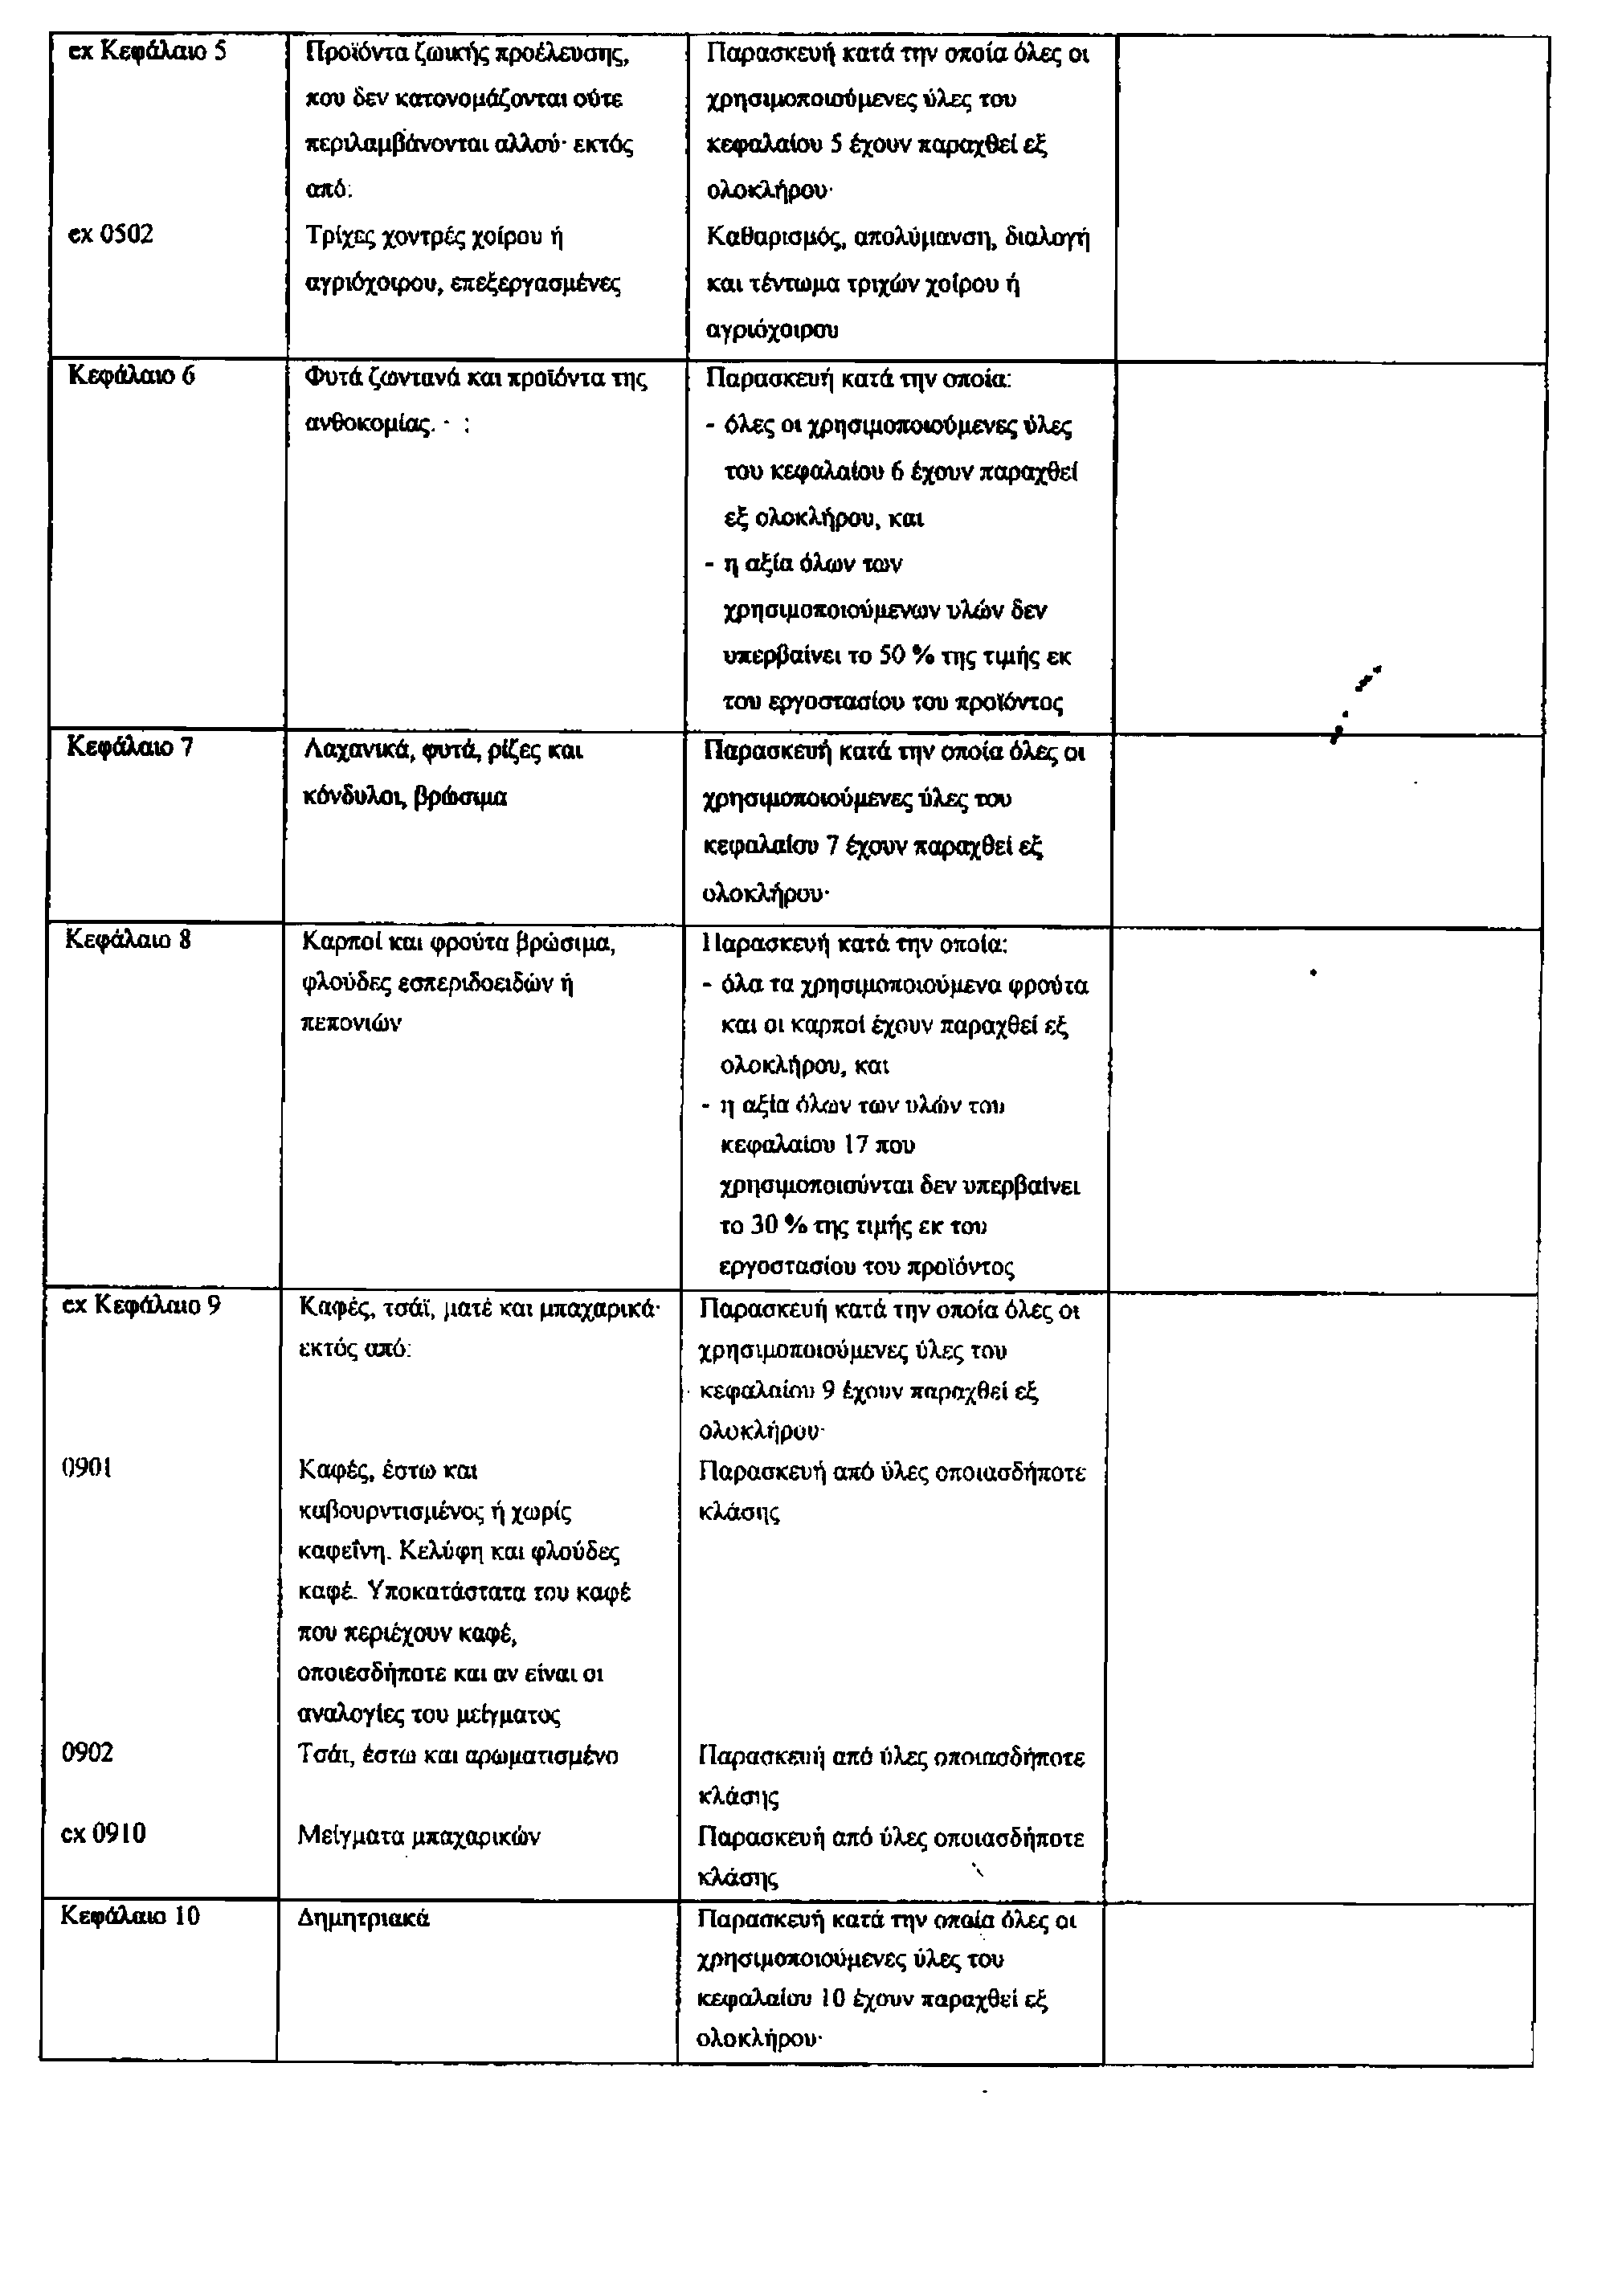 ex Κεφάλαιο 5
Προϊόντα ζωικής προέλευσης,
που δεν κατονομάζονται ούτε
περιλαμβάνονται αλλού· εκτός
από:
Παρασκευή κατά την οποία όλες οι
χρησιμοποιούμενες ύλες του
κεφαλαίου 5 έχουν παραχθεί εξ
ολοκλήρου·
ex 0502
Τρίχες χοντρές χοίρου ή
αγριόχοιρου, επεξεργασμένες
Καθαρισμός, απολύμανση, διαλογή
και τέντωμα τριχών χοίρου ή
αγριόχοιρου
Κεφάλαιο 6
Φυτά ζωντανά και προϊόντα της
ανθοκομίας.
Παρασκευή κατά την οποία:
- όλες οι χρησιμοποιούμενες ύλες
του κεφαλαίου 6 έχουν παραχθεί
εξ ολοκλήρου, και
- η αξία όλων των
χρησιμοποιούμενων υλών δεν
υπερβαίνει το 50 % της τιμής εκ
του εργοστασίου του προϊόντος
Κεφάλαιο 7
Λαχανικά, φυτά, ρίζες και
κόνδυλοι, βρώσιμα
Παρασκευή κατά την οποία όλες οι
χρησιμοποιούμενες ύλες του
κεφαλαίου 7 έχουν παραχθεί εξ
ολοκλήρου·
Κεφάλαιο 8
Καρποί και φρούτα βρώσιμα,
φλούδες εσπεριδοειδών ή
πεπονιών
Παρασκευή κατά την οποία:
- όλα τα χρησιμοποιούμενα φρούτα
και οι καρποί έχουν παραχθεί εξ
ολοκλήρου, και
- η αξία όλων των υλών του
κεφαλαίου 17 που
χρησιμοποιούνται δεν υπερβαίνει
το 30 % της τιμής εκ του
εργοστασίου του προϊόντος
ex Κεφάλαιο 9
Καφές, τσάϊ, ματέ και μπαχαρικά·
εκτός από:
Παρασκευή κατά την οποία όλες οι
χρησιμοποιούμενες ύλες του
κεφαλαίου 9 έχουν παραχθεί εξ
ολοκλήρου·
0901
Καφές, έστω και
καβουρντισμένος ή χωρίς
καφεΐνη. Κελύφη και φλούδες
καφέ. Υποκατάστατα του καφέ
που περιέχουν καφέ,
οποιεσδήποτε και αν είναι οι
αναλογίες του μείγματος
Παρασκευή από ύλες οποιασδήποτε
κλάσης
0902
Τσάι, έστω και αρωματισμένο
Παρασκευή από ύλες οποιασδήποτε
κλάσης
ex 0910
Μείγματα μπαχαρικών
Παρασκευή από ύλες οποιασδήποτε
κλάσης
Κεφάλαιο 10
Δημητριακά
Παρασκευή κατά την οποία όλες οι
χρησιμοποιούμενες ύλες του
κεφαλαίου 10 έχουν παραχθεί εξ
ολοκλήρου·